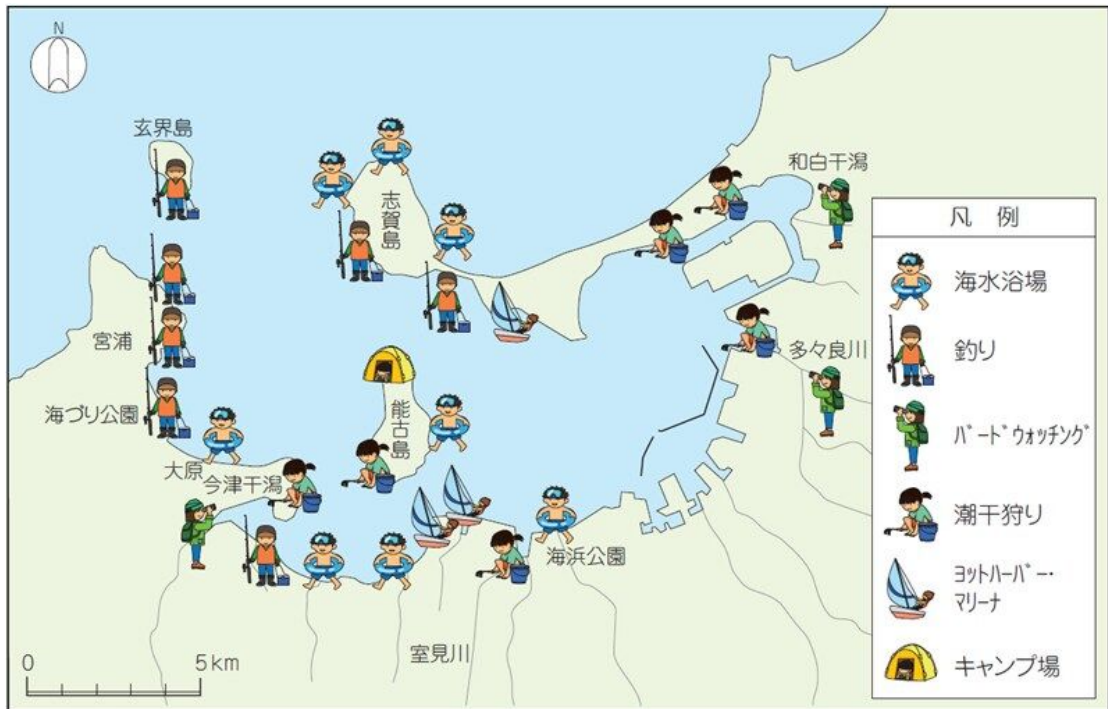 N
玄界島
志賀島
和白干潟
宮浦
海づり公園
能古島
多々良川
大原
今津干潟
海浜公園
室見川
0 5km
凡 例
海水浴場
釣り
バードウォッチング
潮干狩り
ヨットハーバー・
マリーナ
キャンプ場